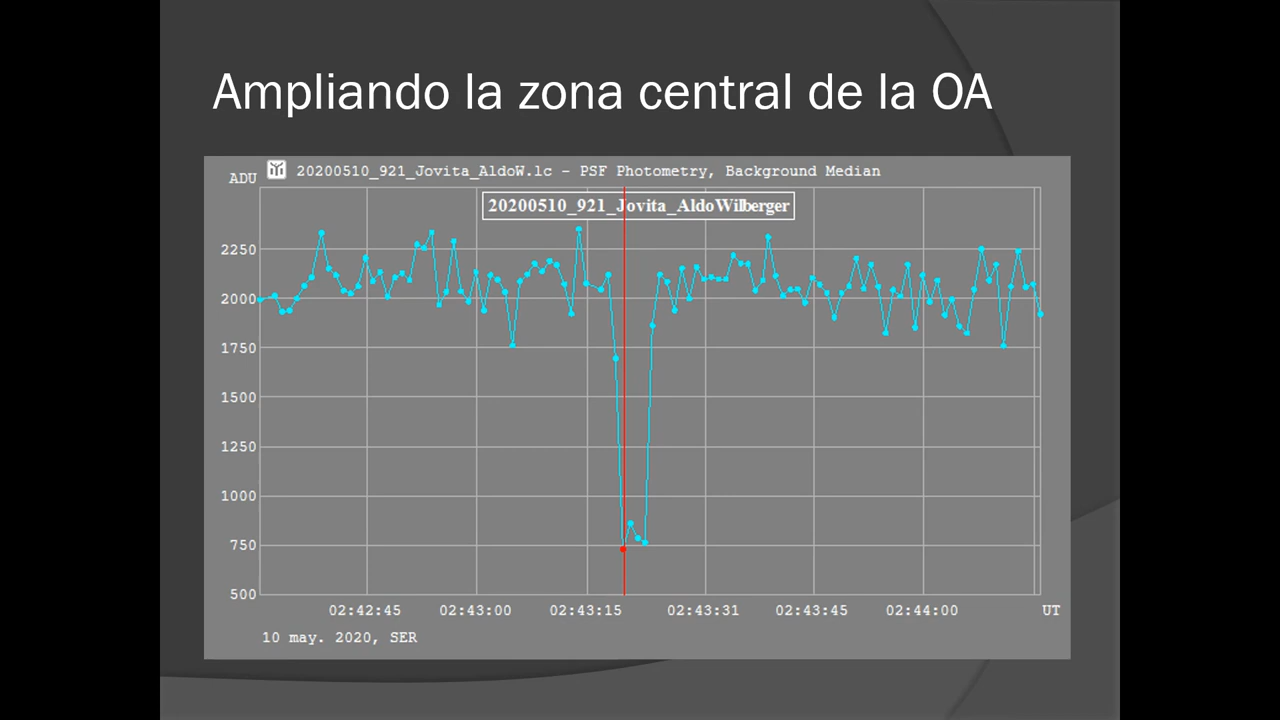 Ampliando la zona central de la OA
ADU 20200510_921_Jovita_AldoW.lc - PSF Photometry, Background Median
20200510_921_Jovita_AldoWilberger
2250
2000
1750
1500
1250
1000
750
500
02:42:45 02:43:00 02:43:15 02:43:31 02:43:45 02:44:00 UT
10 may. 2020, SER